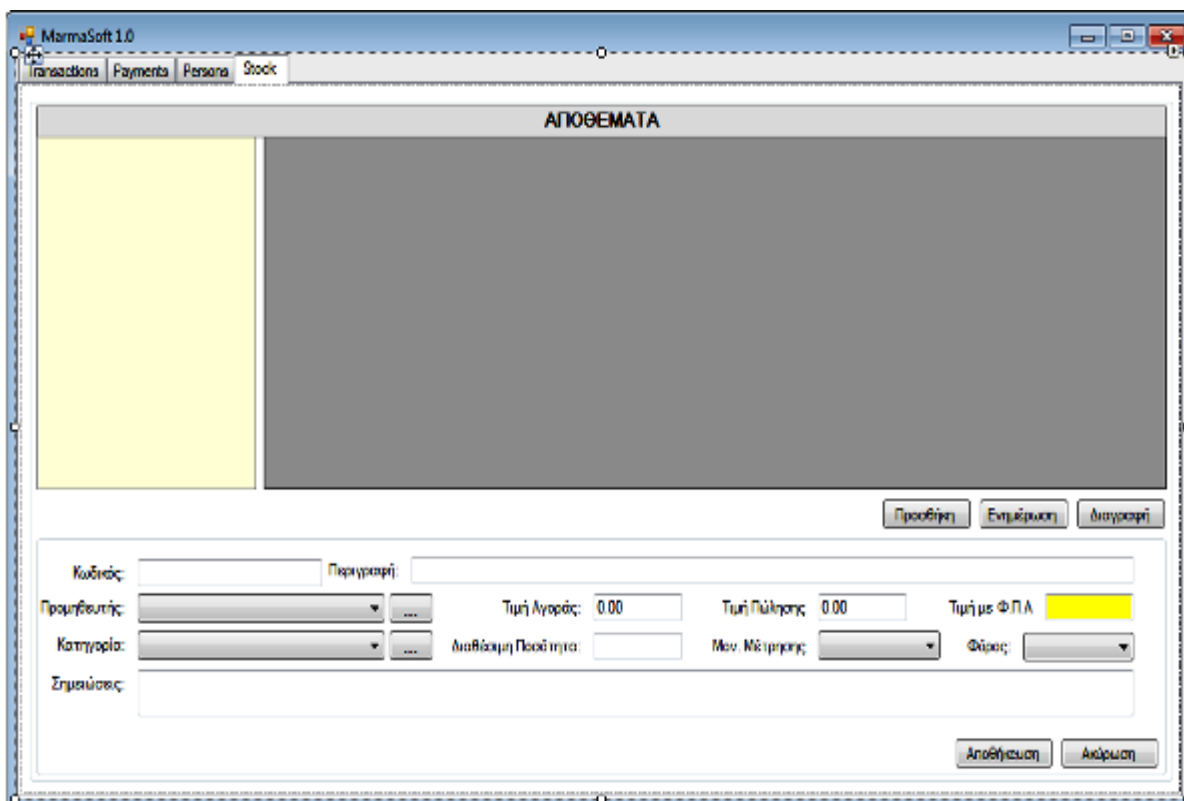 MarmaSoft 1.0
Transactions Payments Persons Stock
ΑΠΟΘΕΜΑΤΑ
Προσθήκη Ενημέρωση Διαγραφή
Κωδικός: Περιγραφή:
Προμηθευτής: .... Τιμή Αγοράς: 0.00 Τιμή Πώλησης 0.00 Τιμή με Φ.Π.Α
Κατηγορία: .... Διαθέσιμη Ποσότητα: Μον. Μέτρησης Φόρος:
Σημειώσεις:
Αποθήκευση Ακύρωση